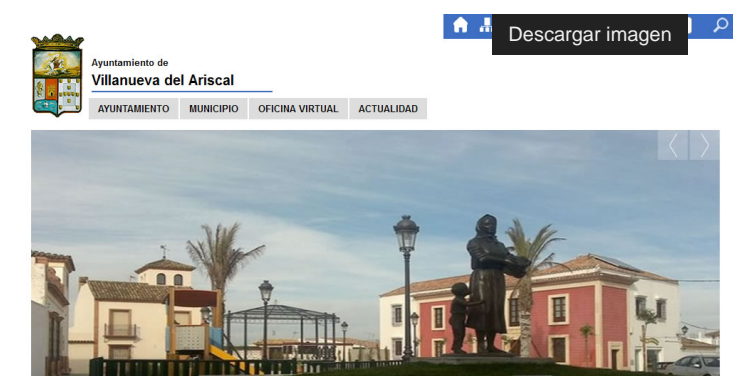 Descargar imagen
Ayuntamiento de
Villanueva del Ariscal
AYUNTAMIENTO MUNICIPIO OFICINA VIRTUAL ACTUALIDAD